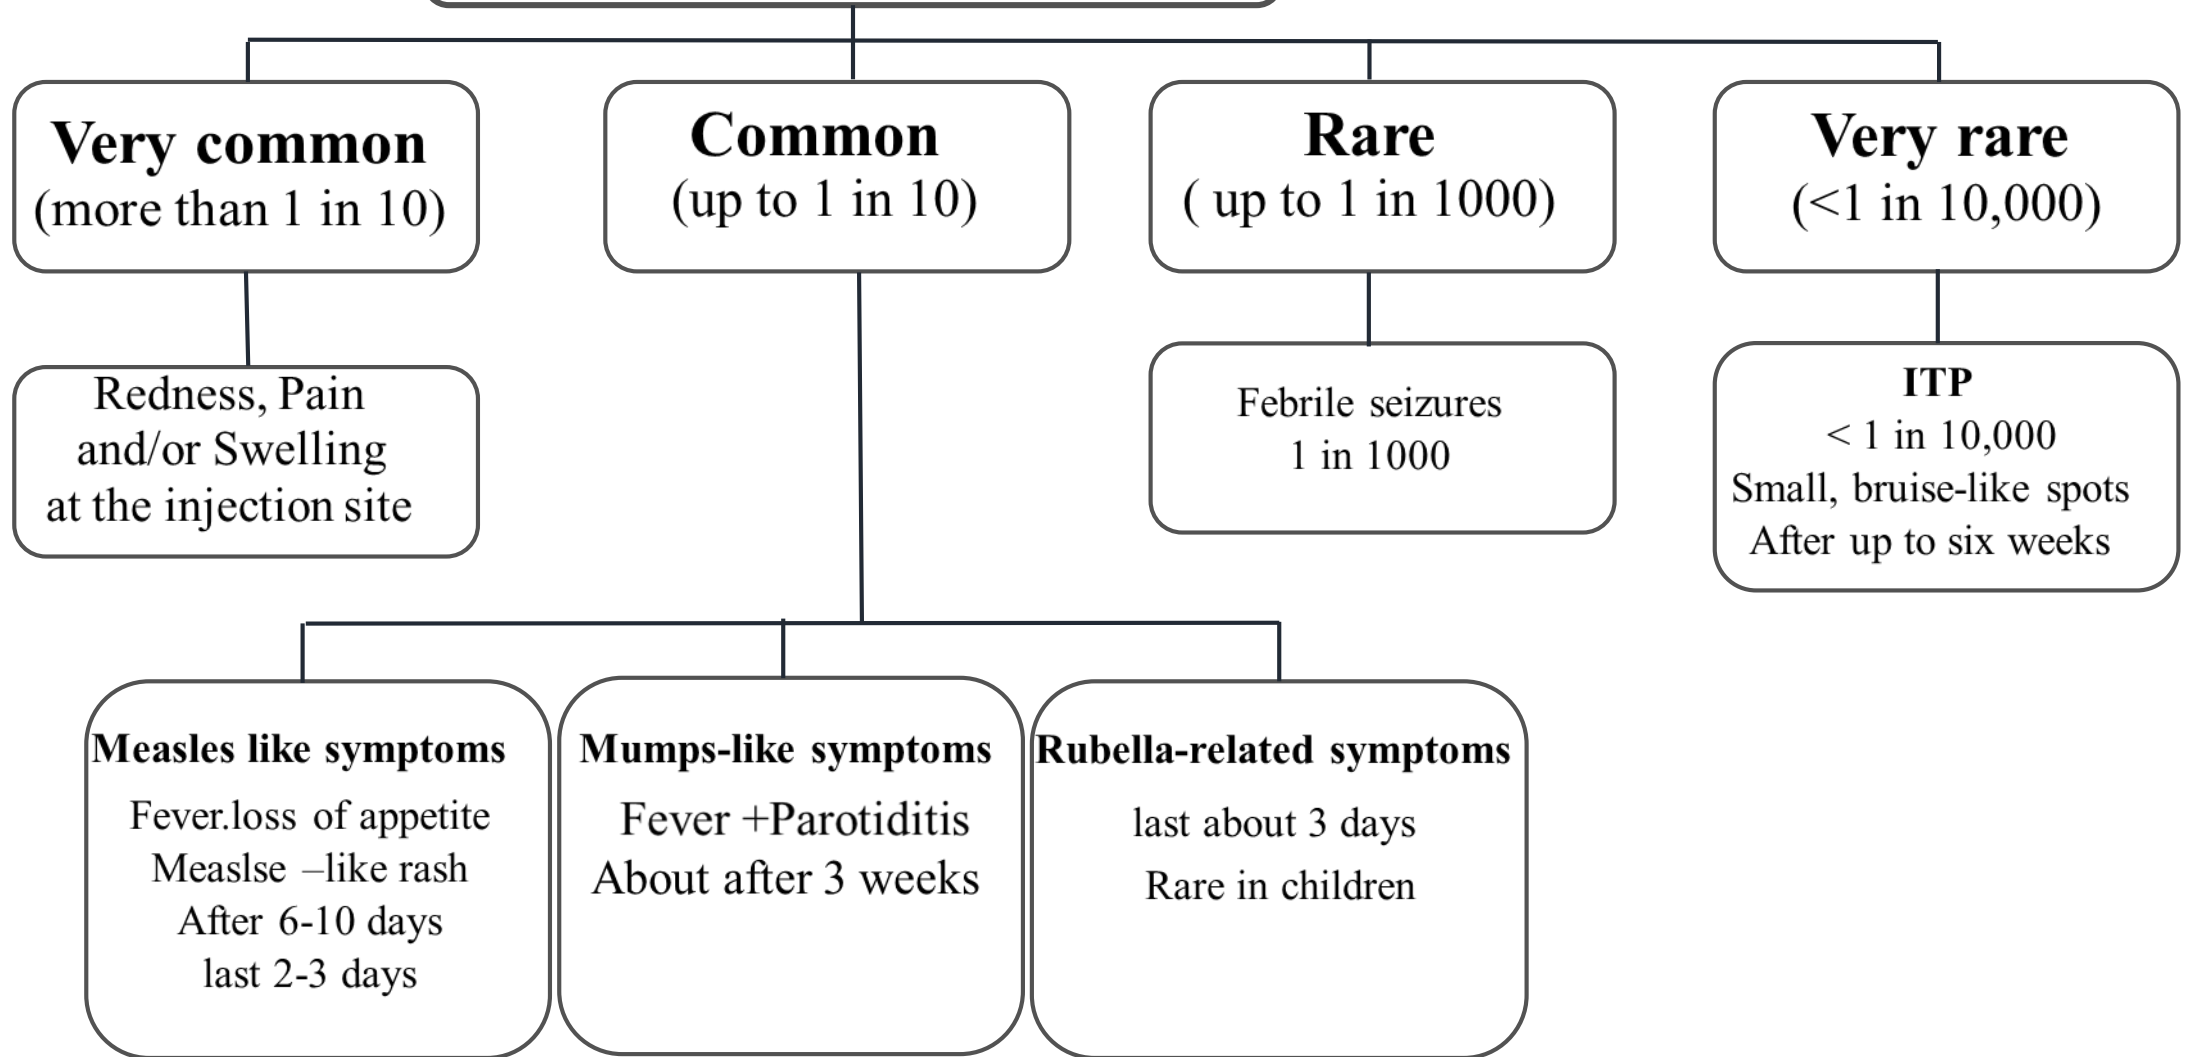 Very common
(more than 1 in 10)
Common
(up to 1 in 10)
Rare
( up to 1 in 1000)
Very rare
(<1 in 10,000)
Redness, Pain
and/or Swelling
at the injection site
Febrile seizures
1 in 1000
ITP
< 1 in 10,000
Small, bruise-like spots
After up to six weeks
Measles like symptoms
Fever.loss of appetite
Measlse –like rash
After 6-10 days
last 2-3 days
Mumps-like symptoms
Fever +Parotiditis
About after 3 weeks
Rubella-related symptoms
last about 3 days
Rare in children